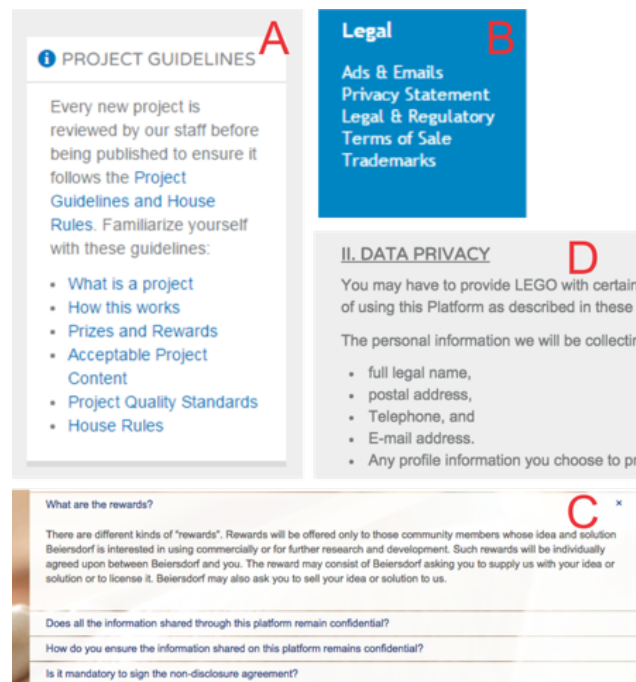 A
PROJECT GUIDELINES
Every new project is
reviewed by our staff before
being published to ensure it
follows the Project
Guidelines and House
Rules. Familiarize yourself
with these guidelines:
• What is a project
• How this works
• Prizes and Rewards
• Acceptable Project
Content
• Project Quality Standards
• House Rules
B
Legal
Ads & Emails
Privacy Statement
Legal & Regulatory
Terms of Sale
Trademarks
D
II. DATA PRIVACY
You may have to provide LEGO with certain
of using this Platform as described in these
The personal information we will be
• full legal name,
• postal address,
• Telephone, and
• E-mail address.
• Any profile information you choose to
C
What are the rewards? ×
There are different kinds of "rewards". Rewards will be offered only to those community members whose idea and solution
Beiersdorf is interested in using commercially or for further research and development. Such rewards will be individually
agreed upon between Beiersdorf and you. The reward may consist of Beiersdorf asking you to supply us with your idea or
solution or to license it. Beiersdorf may also ask you to sell your idea or solution to us.
Does all the information shared through this platform remain confidential?
How do you ensure the information shared on this platform remains confidential?
Is it mandatory to sign the non-disclosure agreement?